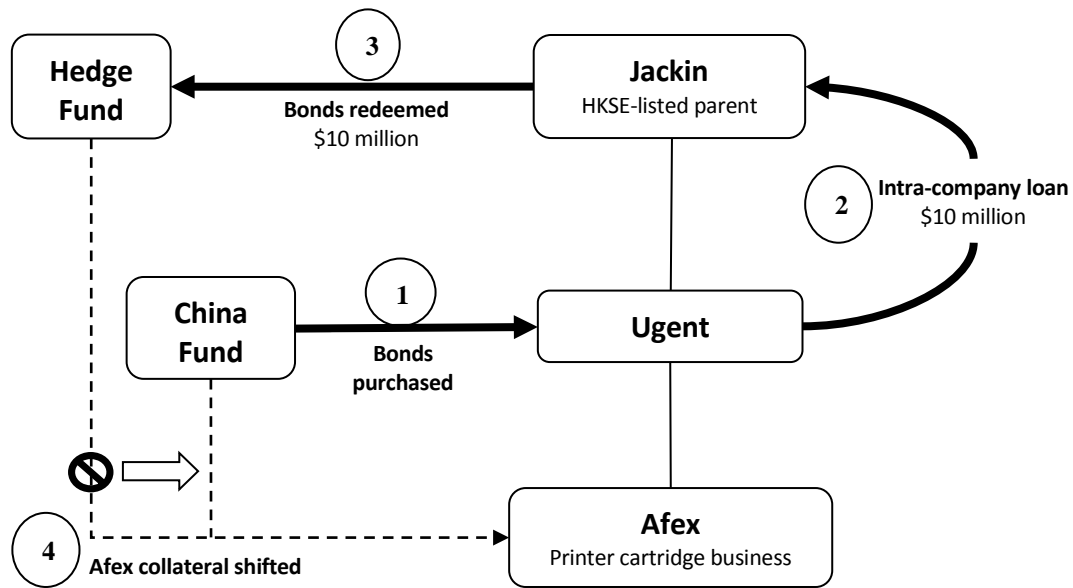 3
Hedge
Fund
Jackin
HKSE-listed parent
Bonds redeemed
$10 million
2
Intra-company loan
$10 million
1
China
Fund
Ugent
Bonds
purchased
Afex
Printer cartridge business
4
Afex collateral shifted